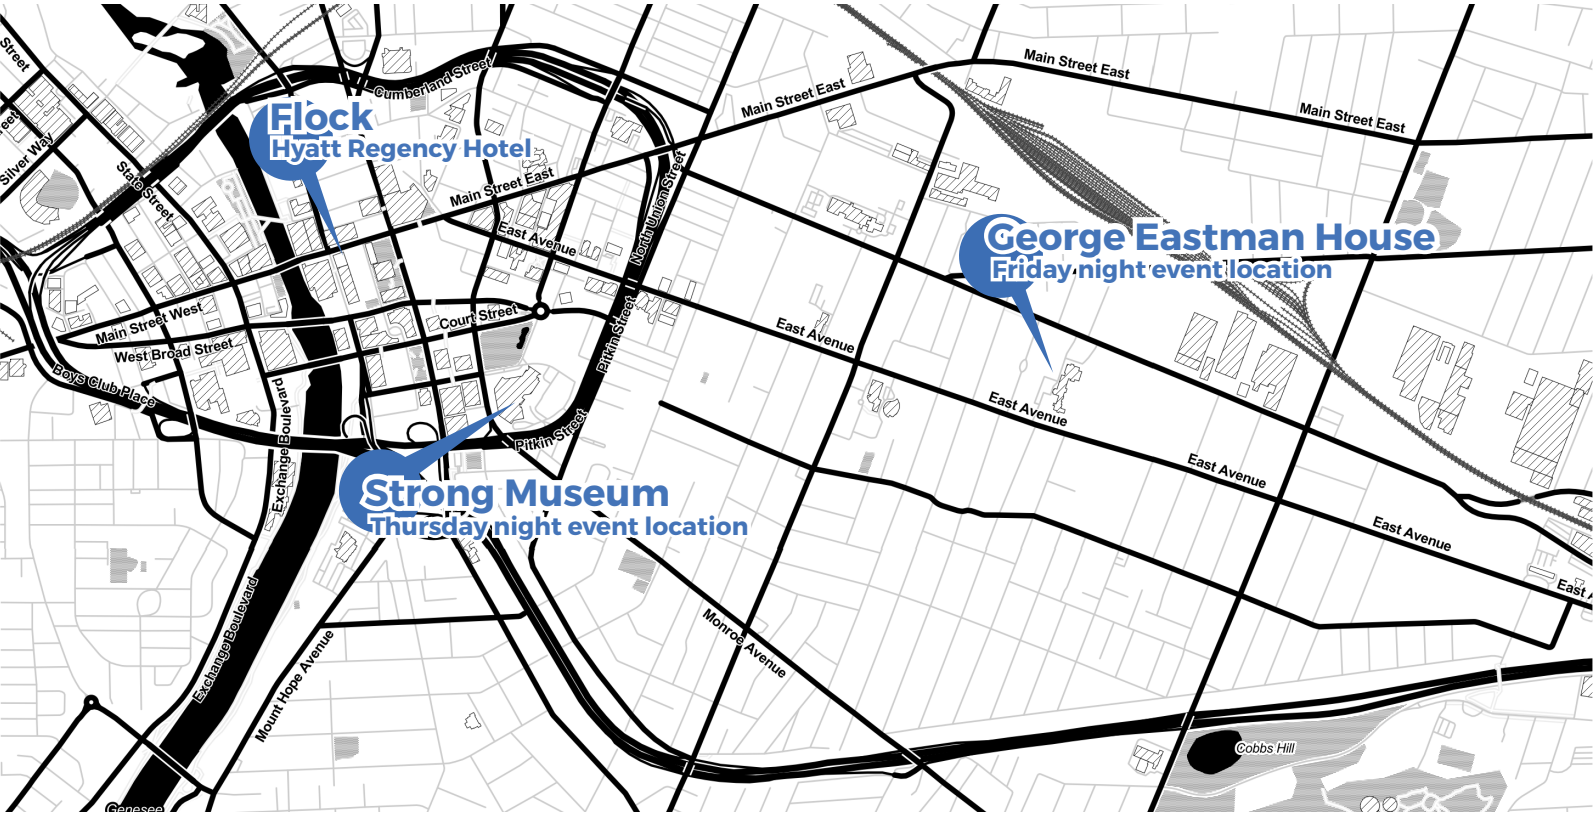 Street
Street
Silver Way
State Street
Cumberland Street
Flock
Hyatt Regency Hotel
Main Street East
Main Street East
Main Street East
Main Street East
East Avenue
North Union Street
George Eastman House
Friday night event location
Main Street West
West Broad Street
Court Street
Pitkin Street
East Avenue
Boys Club Place
Exchange Boulevard
Pitkin Street
East Avenue
East Avenue
Strong Museum
Thursday night event location
East Avenue
East A
Exchange Boulevard
Mount Hope Avenue
Monroe Avenue
Cobbs Hill
Genesee